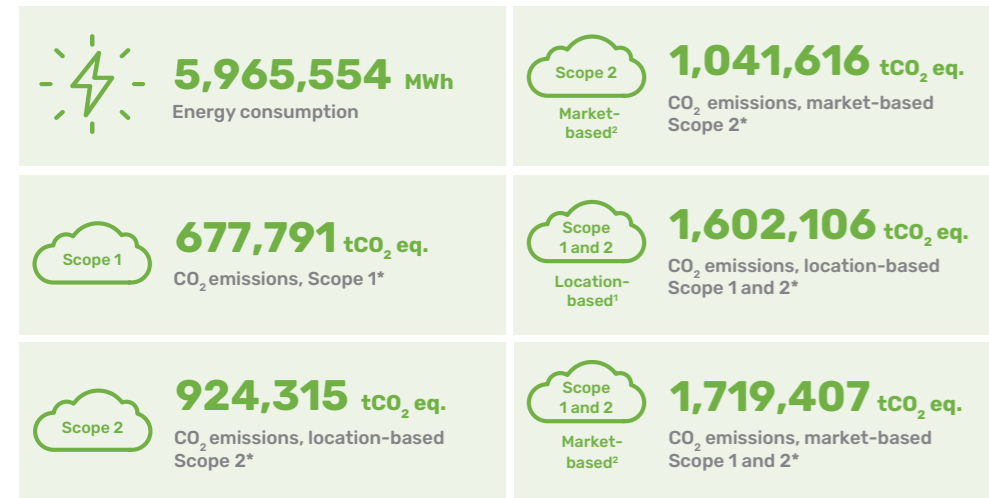 5,965,554 MWh
Energy consumption
Scope 2
Market-
based²
1,041,616 tCO₂ eq.
CO₂ emissions, market-based
Scope 2*
Scope 1
677,791 tCO₂ eq.
CO₂ emissions, Scope 1*
Scope
1 and 2
Location-
based¹
1,602,106 tCO₂ eq.
CO₂ emissions, location-based
Scope 1 and 2*
Scope 2
924,315 tCO₂ eq.
CO₂ emissions, location-based
Scope 2*
Scope
1 and 2
Market-
based²
1,719,407 tCO₂ eq.
CO₂ emissions, market-based
Scope 1 and 2*